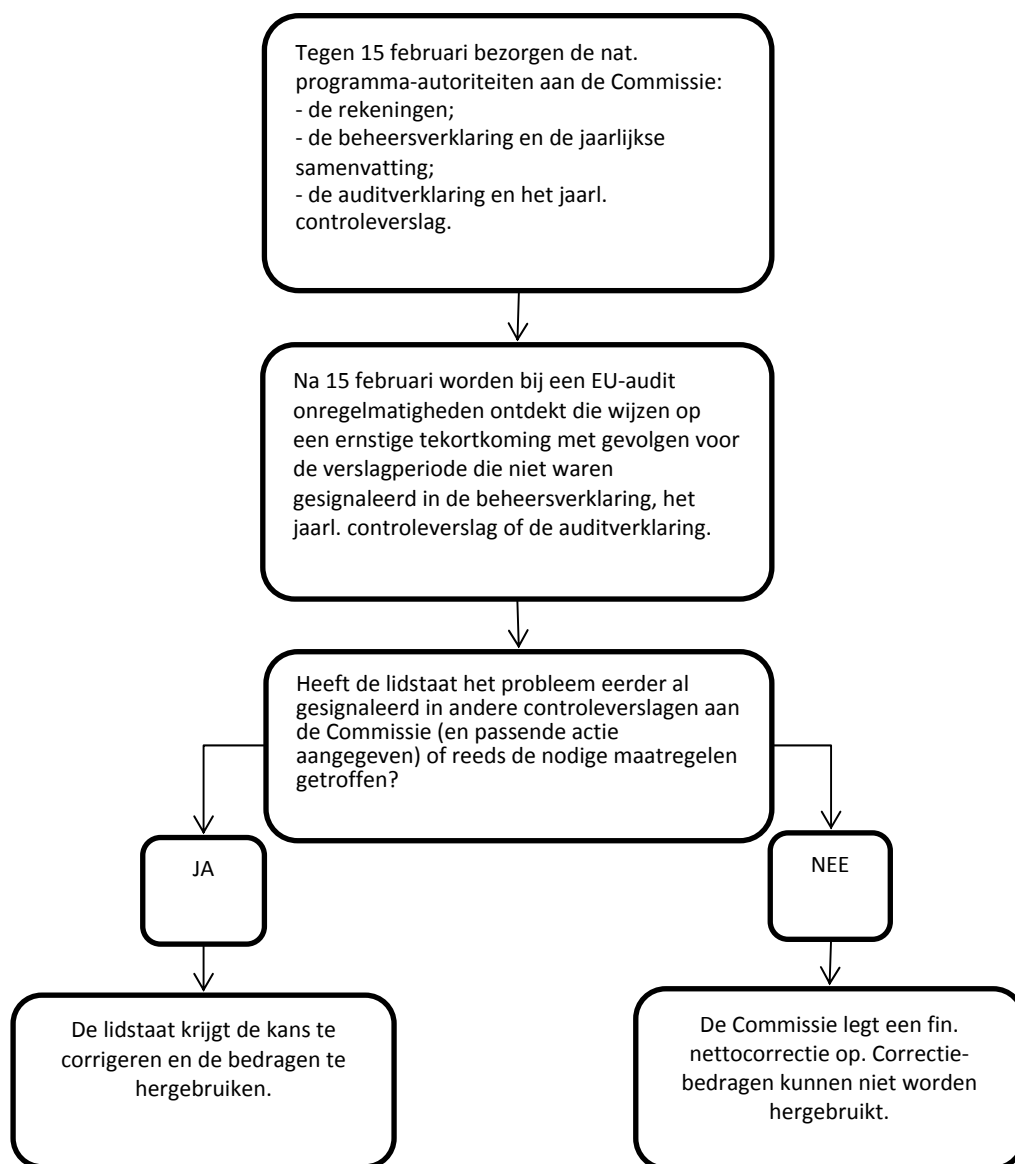 Tegen 15 februari bezorgen de nat.
programma-autoriteiten aan de Commissie:
- de rekeningen;
- de beheersverklaring en de jaarlijkse
samenvatting;
- de auditverklaring en het jaarl.
controleverslag.
Na 15 februari worden bij een EU-audit
onregelmatigheden ontdekt die wijzen op
een ernstige tekortkoming met gevolgen voor
de verslagperiode die niet waren
gesignaleerd in de beheersverklaring, het
jaarl. controleverslag of de auditverklaring.
Heeft de lidstaat het probleem eerder al
gesignaleerd in andere controleverslagen aan
de Commissie (en passende actie
aangegeven) of reeds de nodige maatregelen
getroffen?
JA
NEE
De lidstaat krijgt de kans te
corrigeren en de bedragen te
hergebruiken.
De Commissie legt een fin.
nettocorrectie op. Correctie-
bedragen kunnen niet worden
hergebruikt.